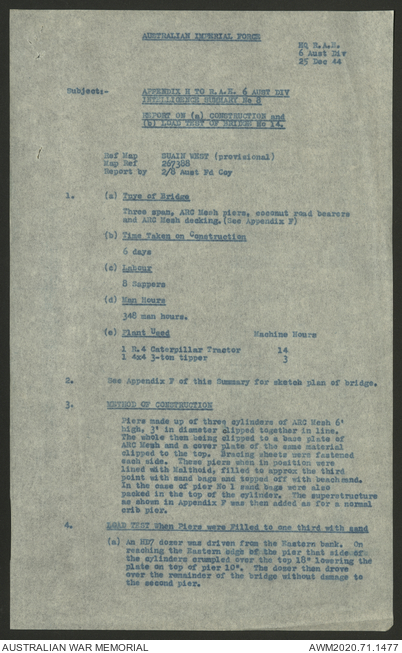 AUSTRALIAN IMPERIAL FORCE
HQ R.A.E.
6 Aust Div
25 Dec 44
Subject:- APPENDIX H TO R.A.E. 6 AUST DIV
INTELLIGENCE SUMMARY No 8
REPORT ON (a) CONSTRUCTION and
(b) LOAD TEST OF BRIDGE No 14.
Ref Map SUAIN WEST (provisional)
Map Ref 267388
Report by 2/8 Aust Fd Coy
1. (a) Type of Bridge
Three span, ARC Mesh piers, coconut road bearers
and ARC Mesh decking.(See Appendix F)
(b) Time Taken on Construction
6 days
(c) Labour
8 Sappers
(d) Man Hours
348 man hours.
(e) Plant Used Machine Hours
1 R.4 Caterpillar Tractor 14
1 4x4 3-ton tipper 3
2. See Appendix F of this Summary for sketch plan of bridge.
3. METHOD OF CONSTRUCTION
Piers made up of three cylinders of ARC Mesh 6'
high, 3' in diameter clipped together in line.
The whole then being clipped to a base plate of
ARC Mesh and a cover plate of the same material
clipped to the top. Bracing sheets were fastened
each side. These piers when in position were
lined with Malthoid, filled to approx the third
point with sand bags and topped off with beach sand.
In the case of pier No 1 sand bags were also
packed in the top of the cylinder. The superstructure
as shown in Appendix F was then added as for a normal
crib pier.
4. LOAD TEST When Piers were Filled to one third with sand
(a) An HD7 dozer was driven from the Eastern bank. On
reaching the Eastern edge of the pier that side of
the cylinders crumpled over the top 18" lowering the
plate on top of pier 10". The dozer then drove
over the remainder of the bridge without damage to
the second pier.
AUSTRALIAN WAR MEMORIAL
AWM2020.71.1477